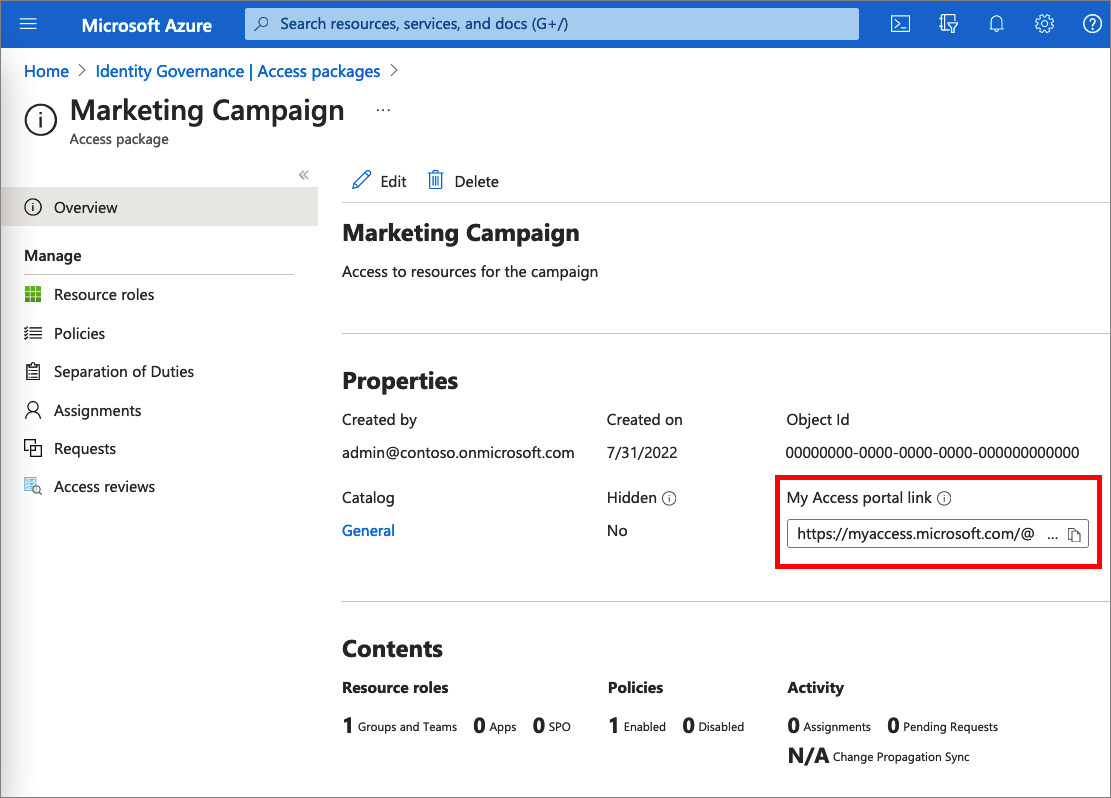 Microsoft Azure
Search resources, services, and docs (G+/)
Home > Identity Governance | Access packages >
Marketing Campaign ...
Access package
«
Edit Delete
Overview
Manage
Resource roles
Policies
Separation of Duties
Assignments
Requests
Access reviews
Marketing Campaign
Access to resources for the campaign
Properties
Created by Created on Object Id
admin@contoso.onmicrosoft.com 7/31/2022 00000000-0000-0000-0000-000000000000
Catalog Hidden My Access portal link
General No https://myaccess.microsoft.com/@ ...
Contents
Resource roles Policies Activity
1 Groups and Teams 0 Apps 0 SPO 1 Enabled 0 Disabled 0 Assignments 0 Pending Requests
N/A Change Propagation Sync